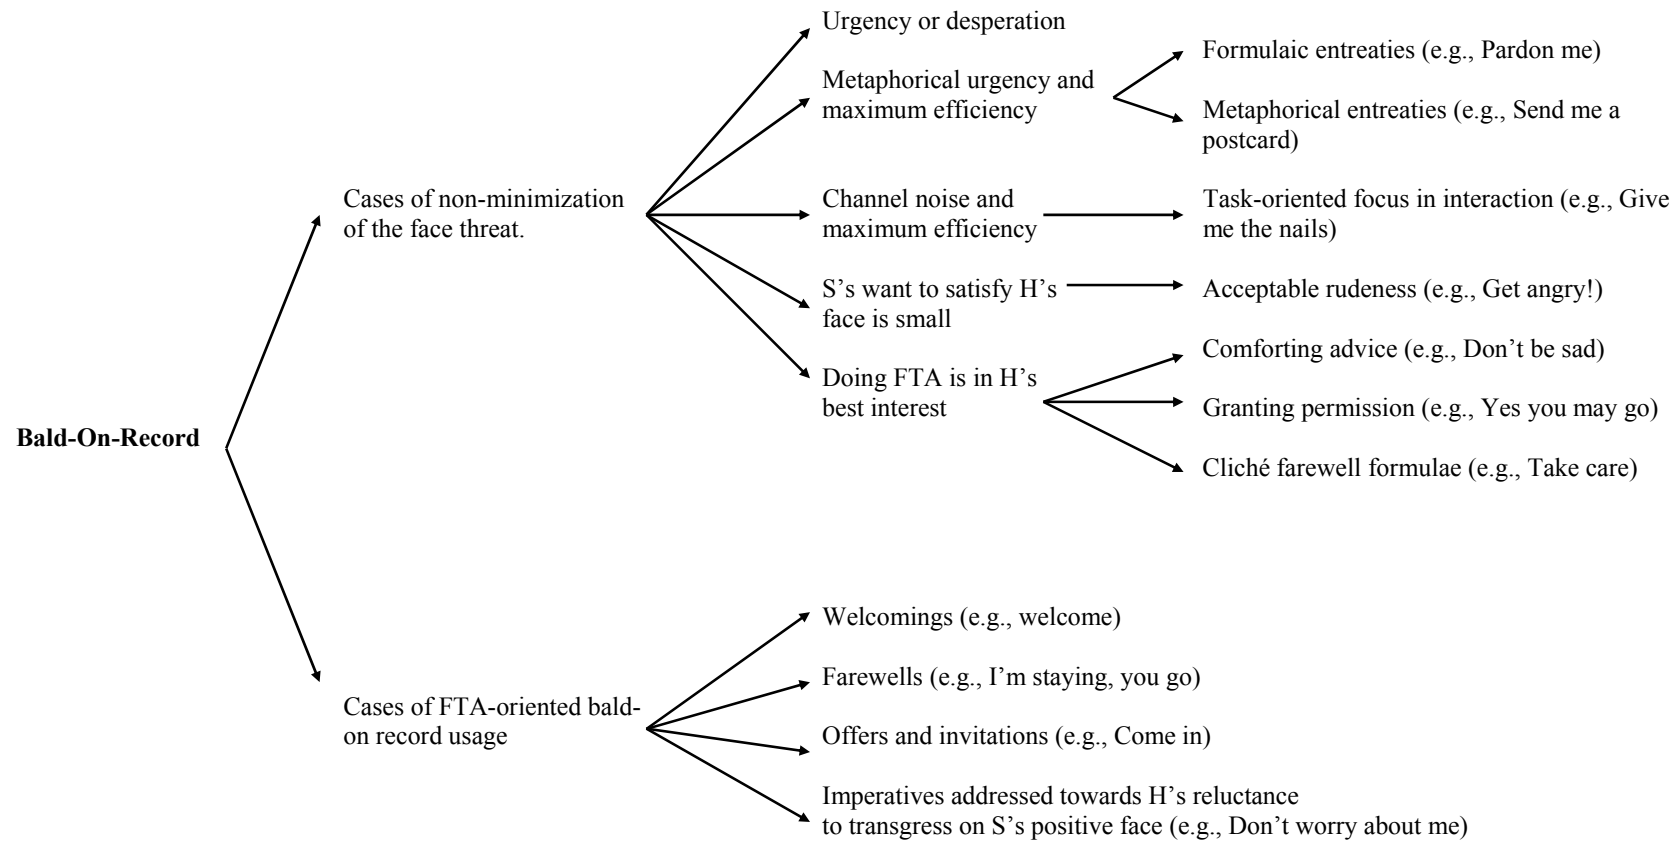 Urgency or desperation
Formulaic entreaties (e.g., Pardon me)
Metaphorical urgency and
maximum efficiency
Metaphorical entreaties (e.g., Send me a
postcard)
Cases of non-minimization
of the face threat.
Channel noise and
maximum efficiency
Task-oriented focus in interaction (e.g., Give
me the nails)
S’s want to satisfy H’s
face is small
Acceptable rudeness (e.g., Get angry!)
Doing FTA is in H’s
best interest
Comforting advice (e.g., Don’t be sad)
Granting permission (e.g., Yes you may go)
Cliché farewell formulae (e.g., Take care)
Bald-On-Record
Cases of FTA-oriented bald-
on record usage
Welcomings (e.g., welcome)
Farewells (e.g., I’m staying, you go)
Offers and invitations (e.g., Come in)
Imperatives addressed towards H’s reluctance
to transgress on S’s positive face (e.g., Don’t worry about me)